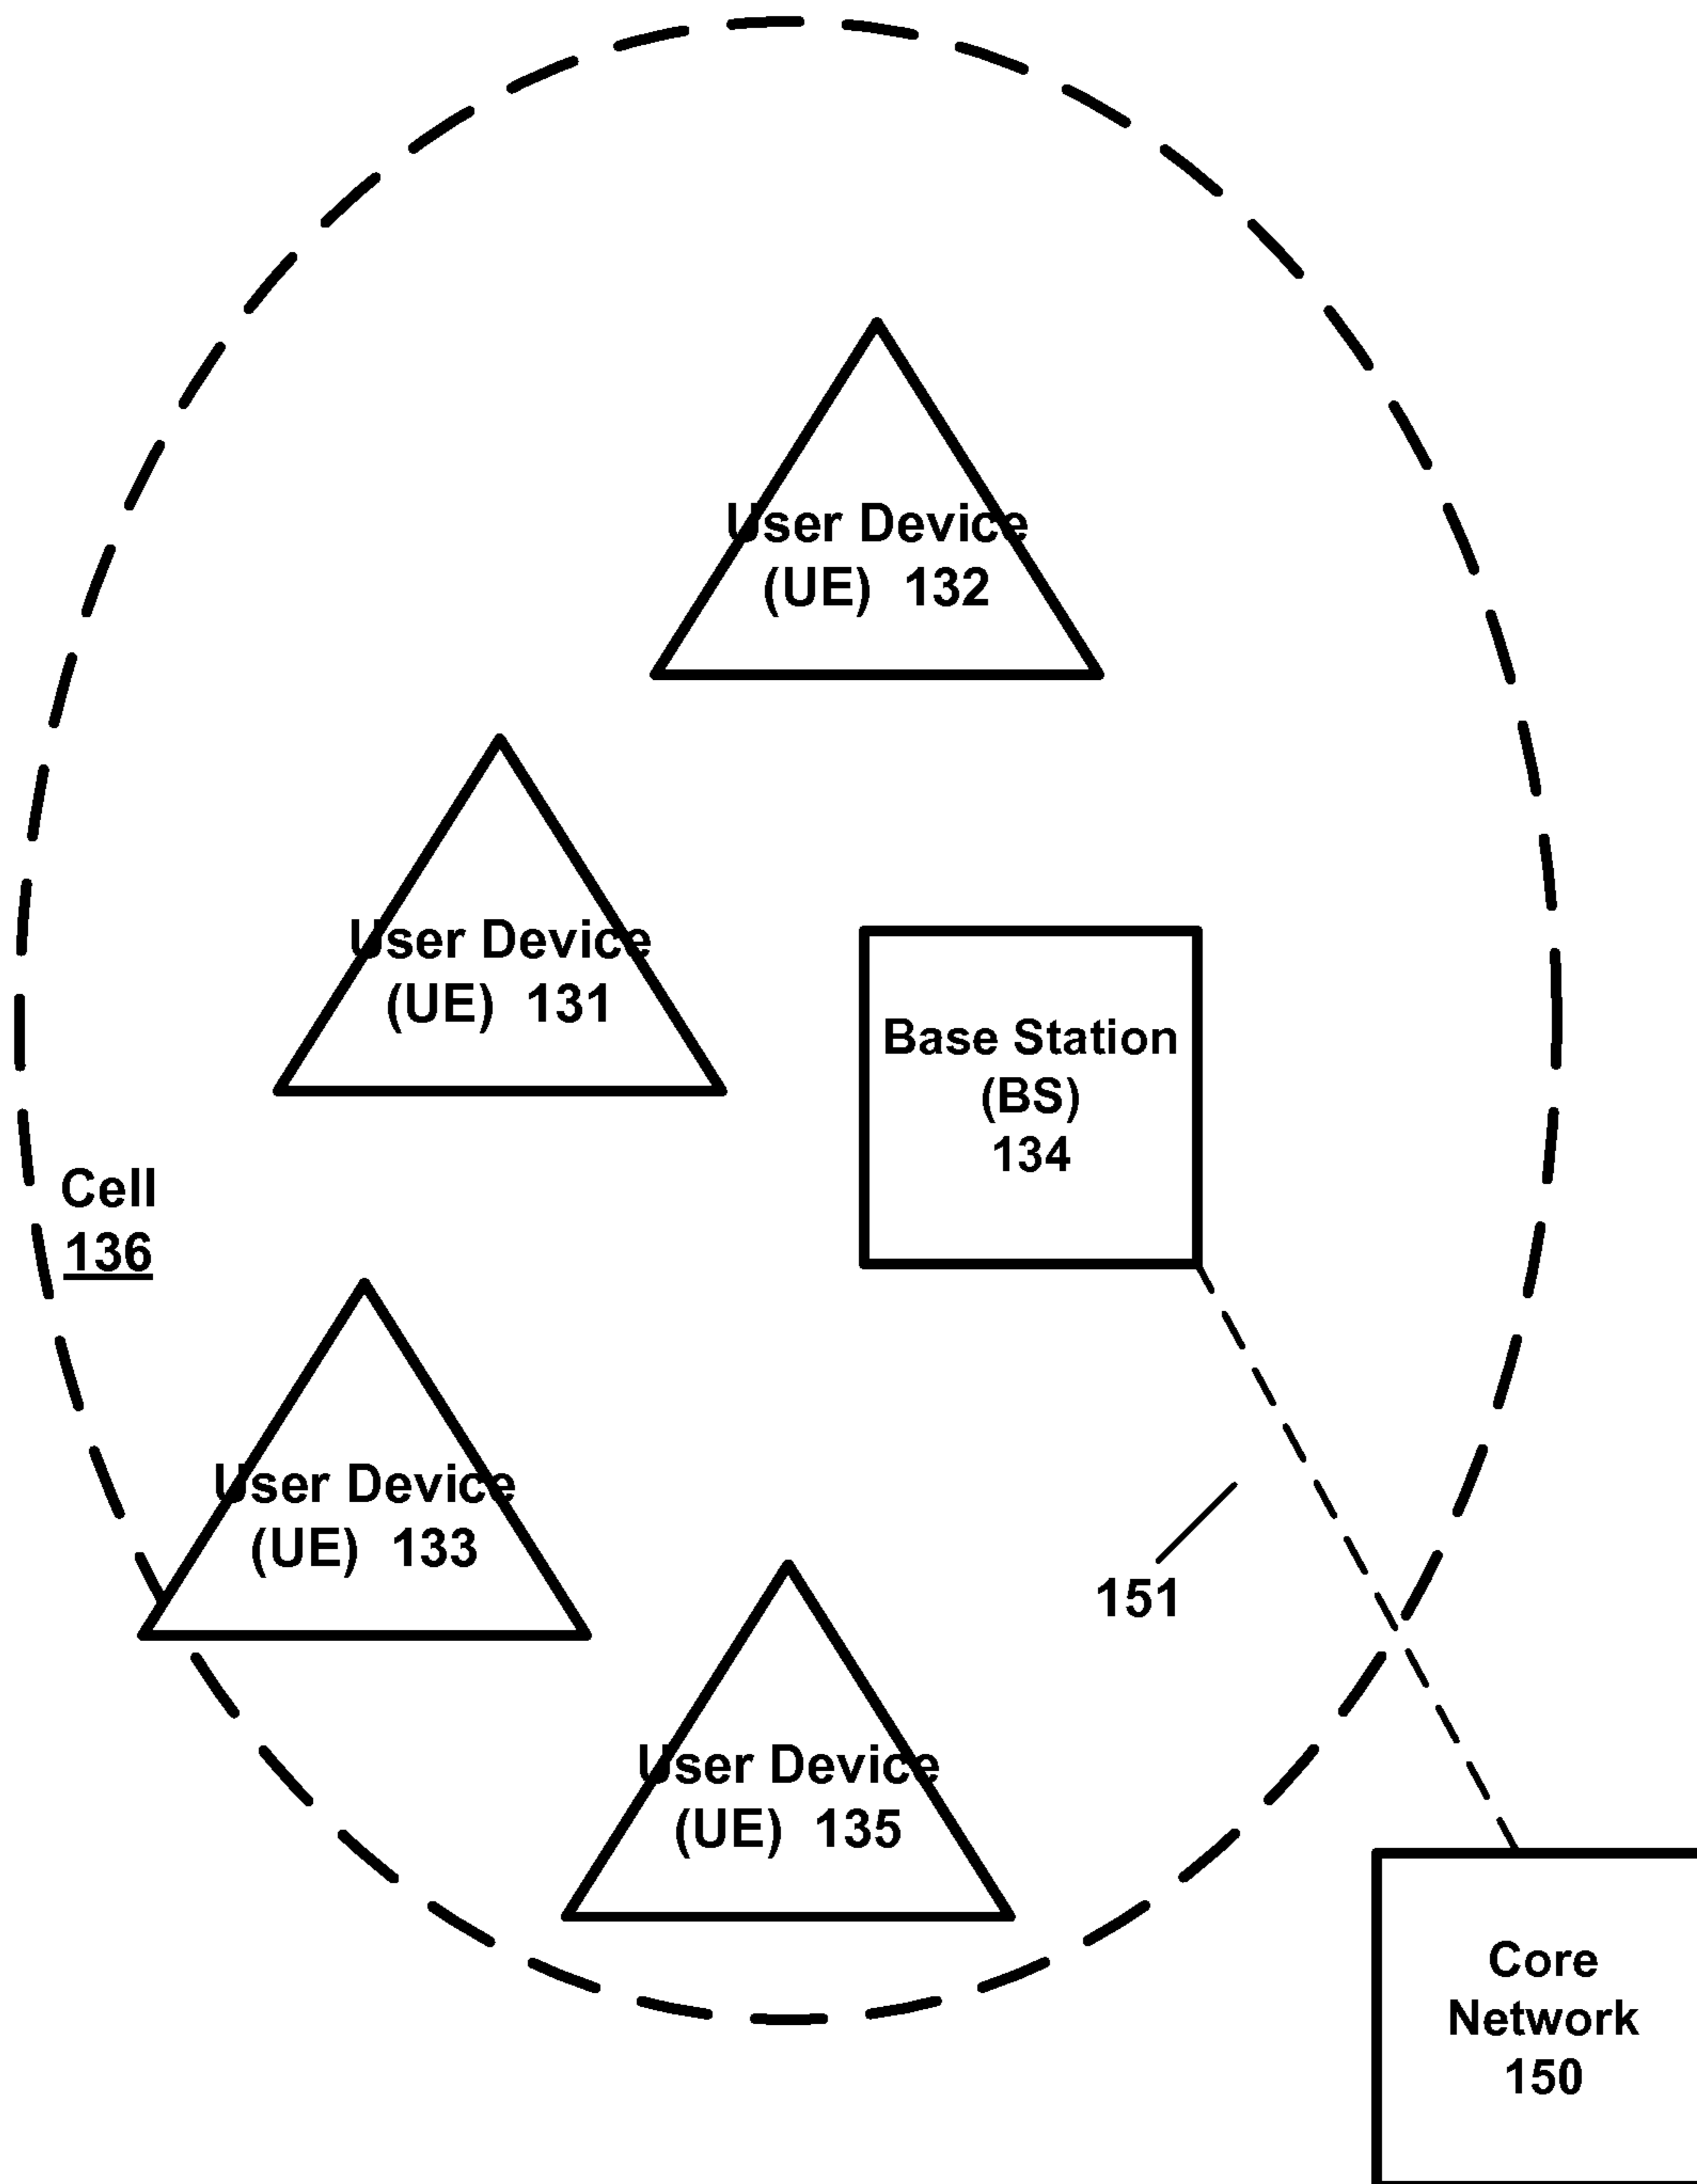 User Device
(UE) 132
User Device
(UE) 131
Base Station
(BS)
134
Cell
136
User Device
(UE) 133
151
User Device
(UE) 135
Core
Network
150